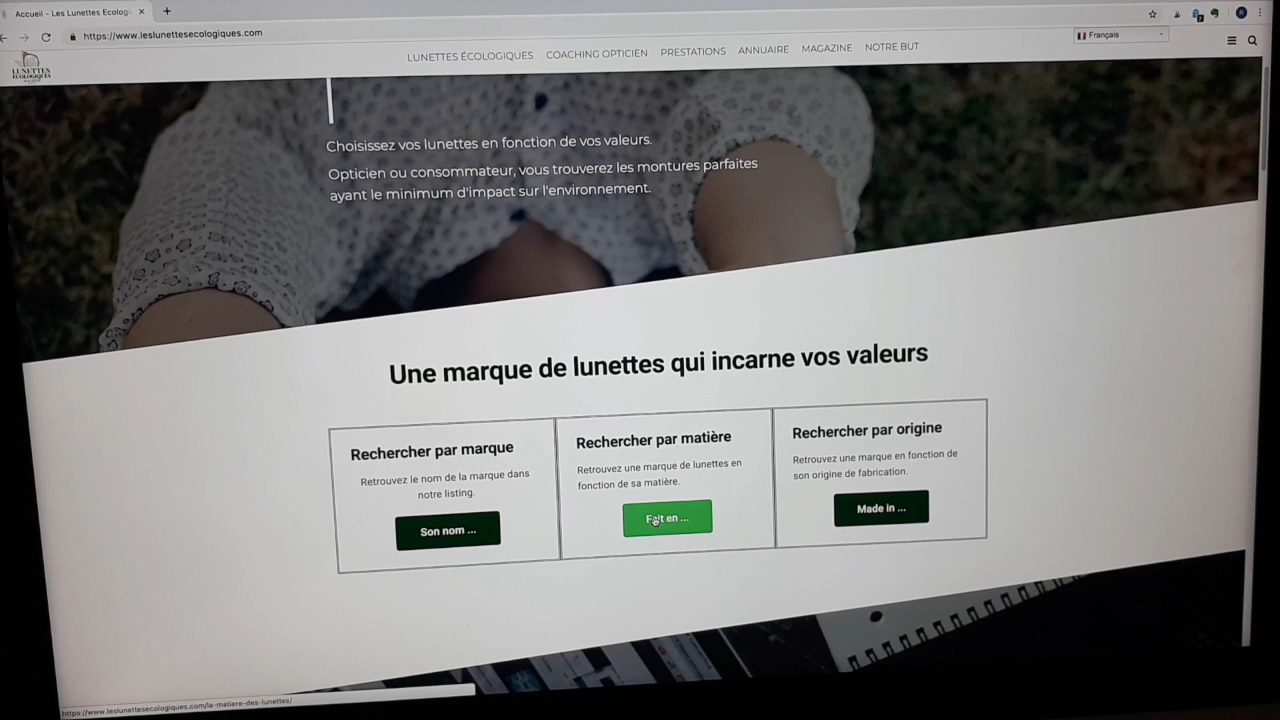 Accueil - Les Lunettes Ecologi
https://www.leslunettesecologiques.com
Français
LUNETTES ÉCOLOGIQUES
LUNETTES ÉCOLOGIQUES COACHING OPTICIEN PRESTATIONS ANNUAIRE MAGAZINE NOTRE BUT
Choisissez vos lunettes en fonction de vos valeurs.
Opticien ou consommateur, vous trouverez les montures parfaites
ayant le minimum d'impact sur l'environnement.
Une marque de lunettes qui incarne vos valeurs
Rechercher par marque
Retrouvez le nom de la marque dans
notre listing.
Son nom ...
Rechercher par matière
Retrouvez une marque de lunettes en
fonction de sa matière.
Fait en ...
Rechercher par origine
Retrouvez une marque en fonction de
son origine de fabrication.
Made in ...
https://www.leslunettesecologiques.com/la-matiere-des-lunettes/